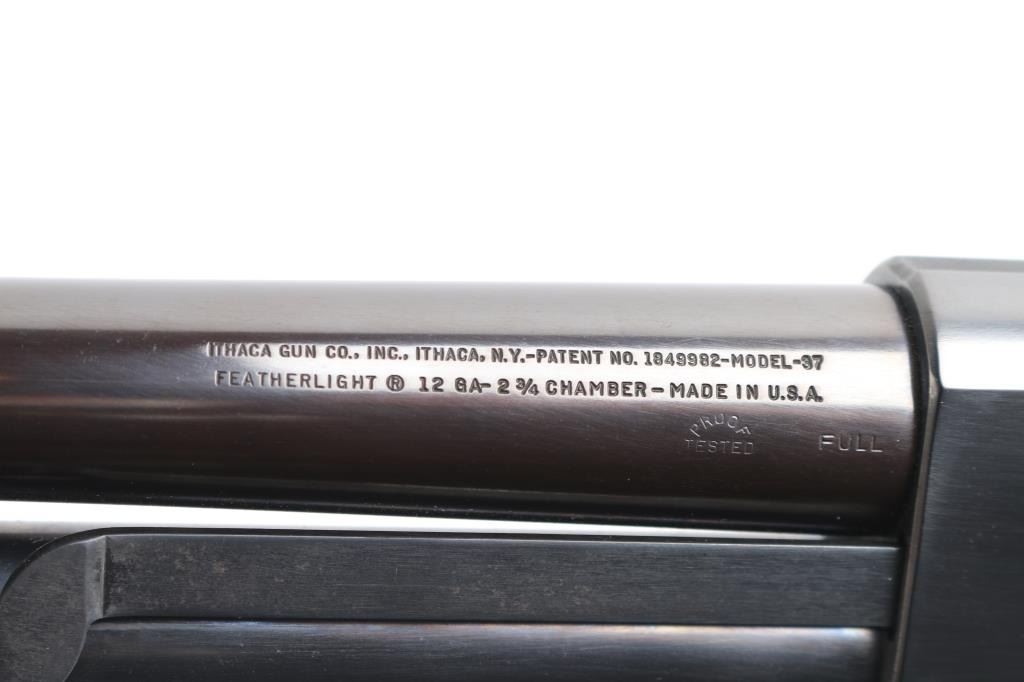 ITHACA GUN CO., INC., ITHACA, N.Y.-PATENT NO. 1849982-MODEL-37
FEATHERLIGHT ® 12 GA-2 3/4 CHAMBER-MADE IN U.S.A.
PROOF
TESTED
FULL